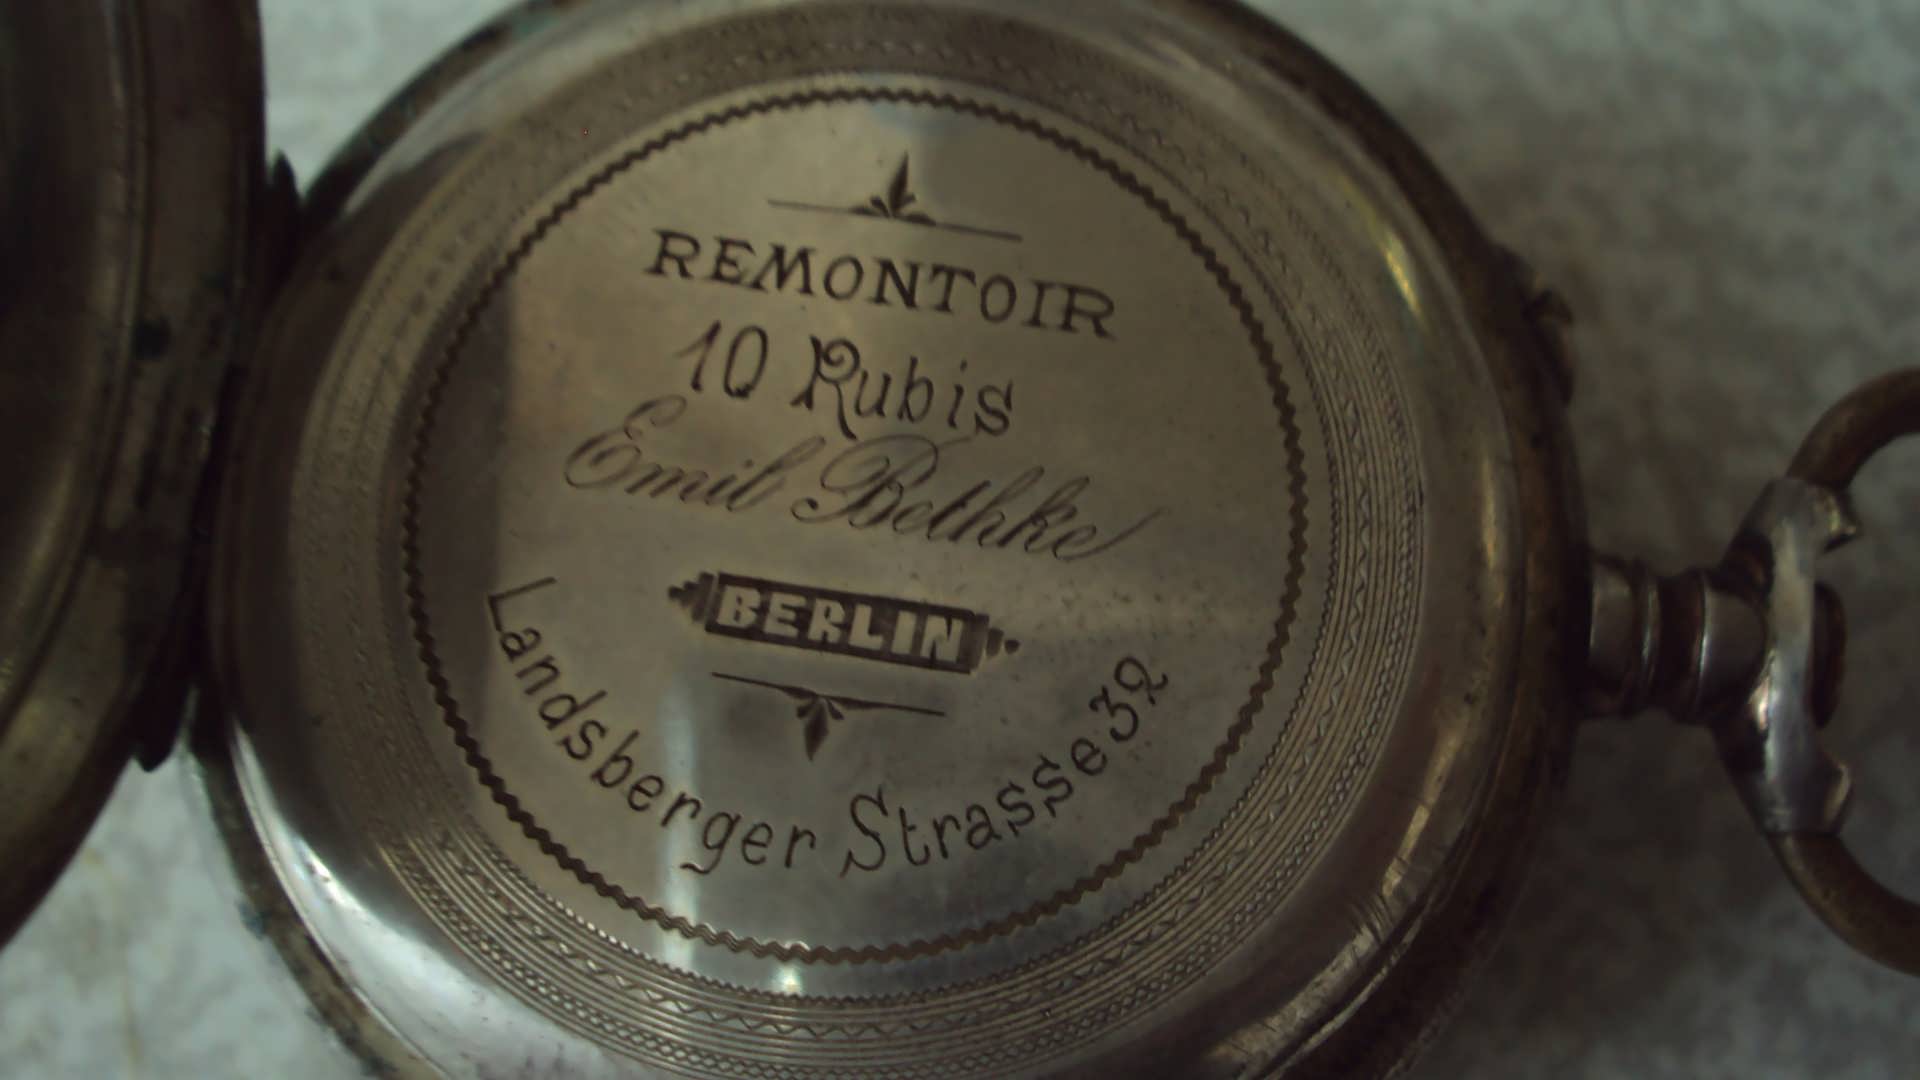 REMONTOIR
10 Rubis
Emil Bethke
BERLIN
Landsberger Strasse 32